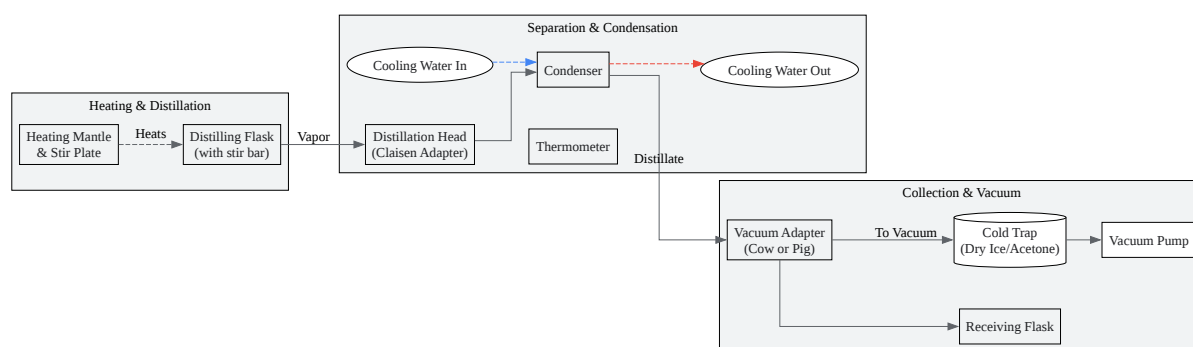 Separation & Condensation
Cooling Water In
Condenser
Cooling Water Out
Heating & Distillation
Heating Mantle
& Stir Plate
Heats
Distilling Flask
(with stir bar)
Vapor
Distillation Head
(Claisen Adapter)
Thermometer
Distillate
Collection & Vacuum
Vacuum Adapter
(Cow or Pig)
To Vacuum
Cold Trap
(Dry Ice/Acetone)
Vacuum Pump
Receiving Flask